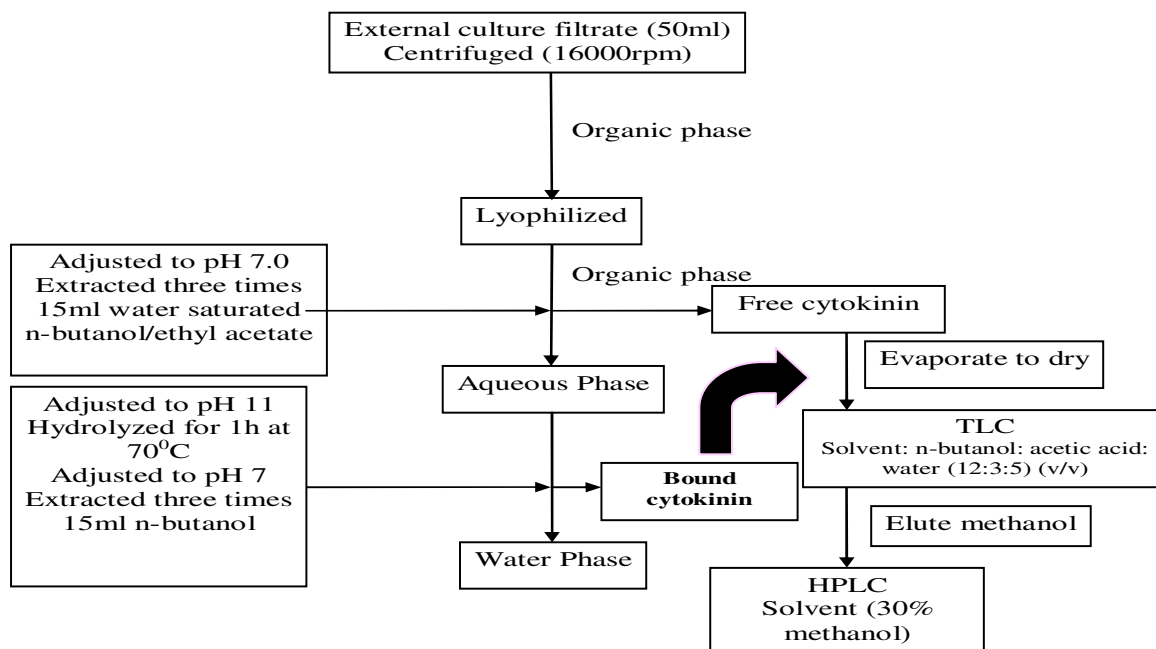 External culture filtrate (50ml)
Centrifuged (16000rpm)
Organic phase
Lyophilized
Adjusted to pH 7.0
Extracted three times
15ml water saturated
n-butanol/ethyl acetate
Organic phase
Free cytokinin
Evaporate to dry
Aqueous Phase
Adjusted to pH 11
Hydrolyzed for 1h at
70⁰C
Adjusted to pH 7
Extracted three times
15ml n-butanol
TLC
Solvent: n-butanol: acetic acid:
water (12:3:5) (v/v)
Bound
cytokinin
Elute methanol
Water Phase
HPLC
Solvent (30%
methanol)